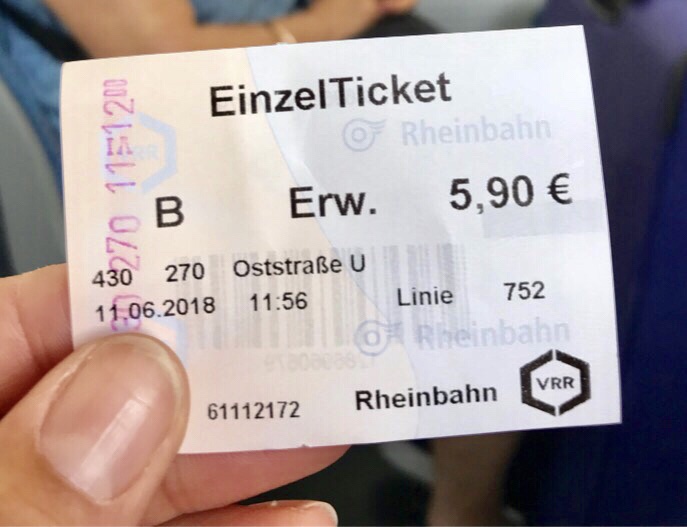 EinzelTicket
Rheinbahn
B Erw. 5,90 €
430 270 Oststraße U
11.06.2018 11:56 Linie 752
Rheinbahn
61112172 Rheinbahn VRR